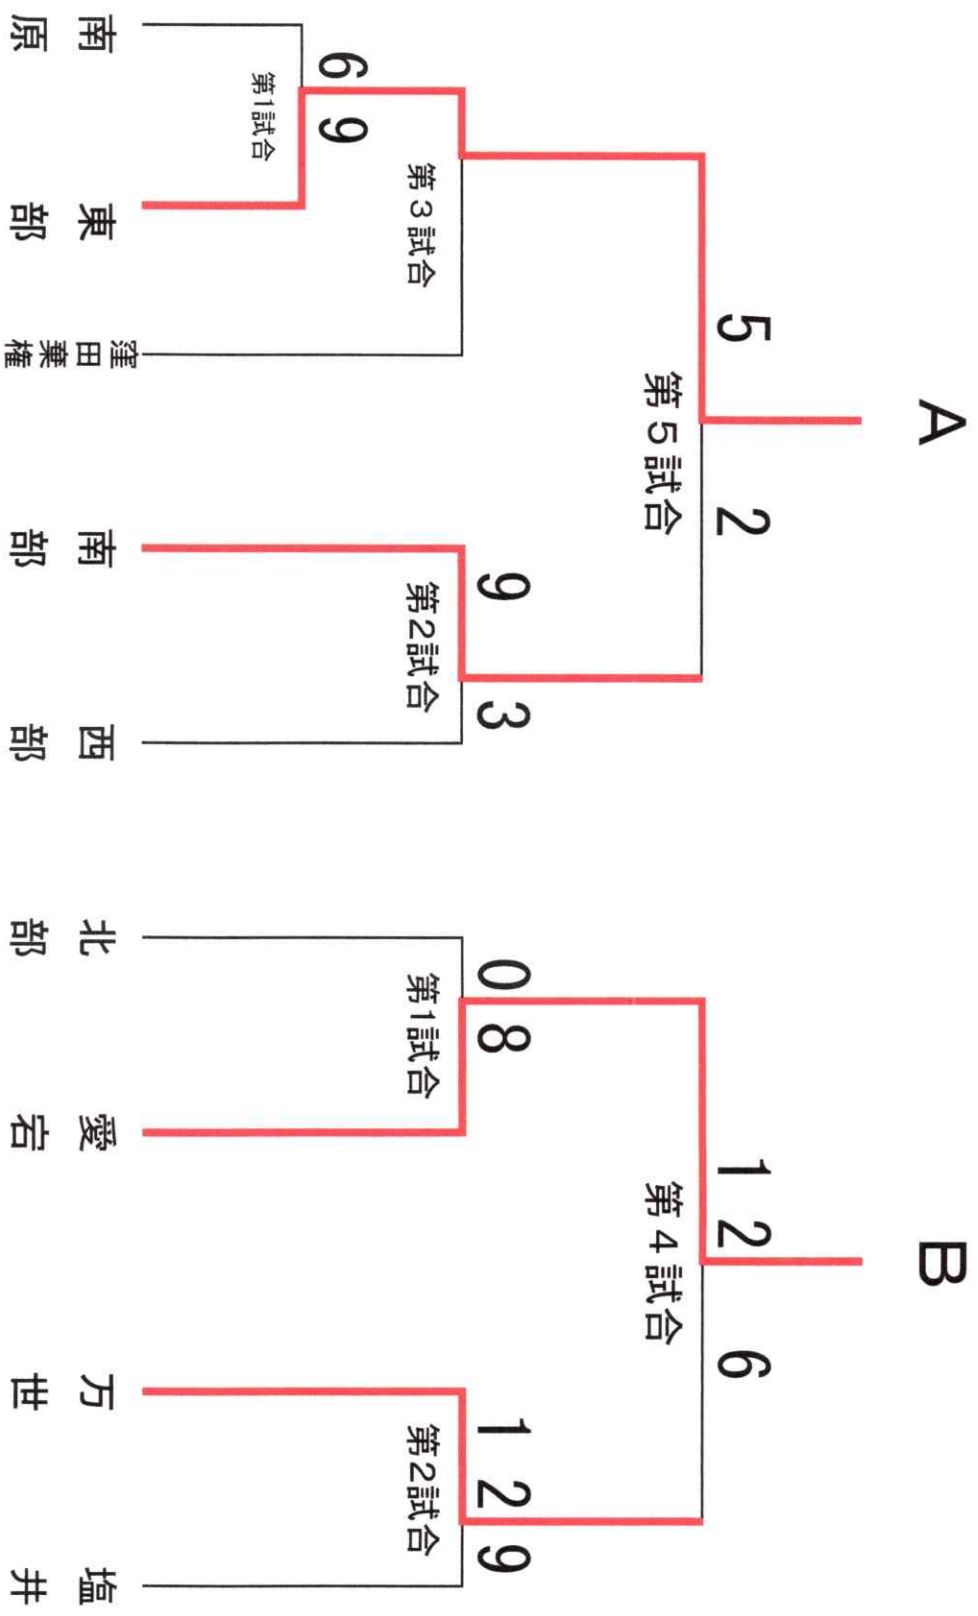 A
B
5 2
1 2 6
第5試合
第4試合
9 3
0 8
1 2 9
第3試合
第2試合
第1試合
第2試合
6 9
第1試合
南原
東部
窪田棄権
南部
西部
北部
愛宕
万世
塩井